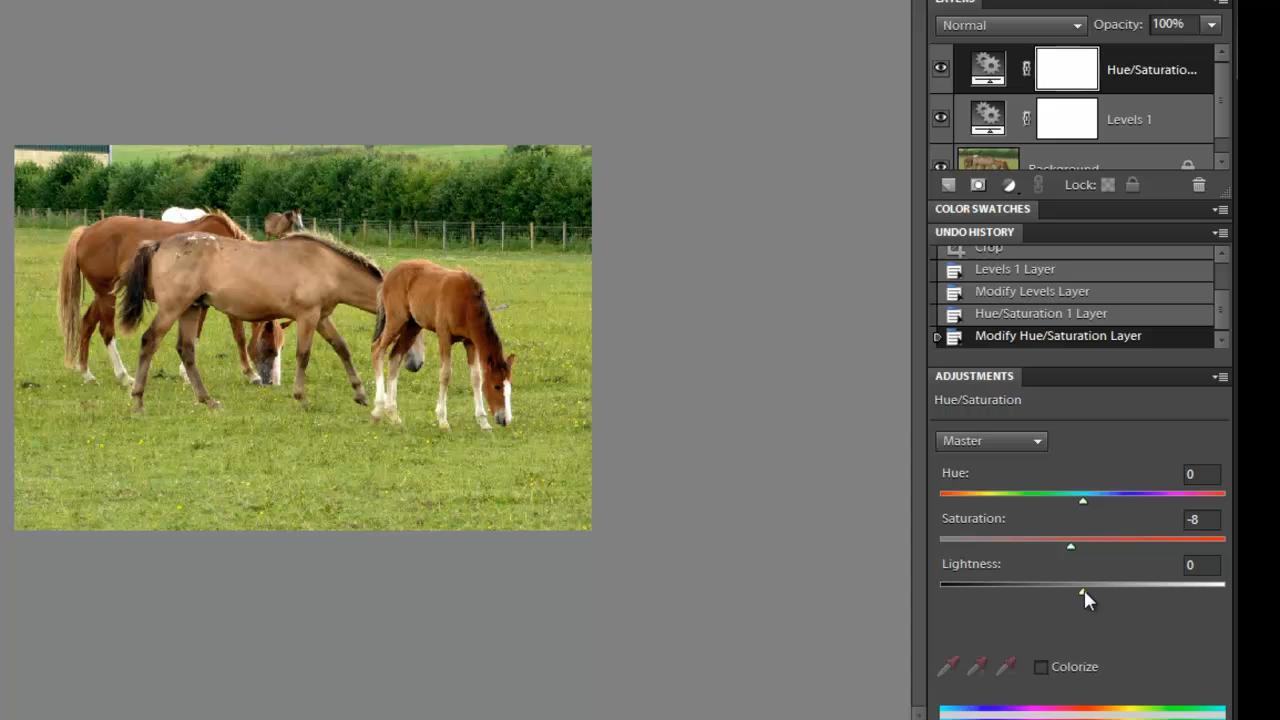 LAYERS
Normal Opacity: 100%
Hue/Saturatio...
Levels 1
Background
Lock:
COLOR SWATCHES
UNDO HISTORY
Crop
Levels 1 Layer
Modify Levels Layer
Hue/Saturation 1 Layer
Modify Hue/Saturation Layer
ADJUSTMENTS
Hue/Saturation
Master
Hue: 0
Saturation: -8
Lightness: 0
Colorize